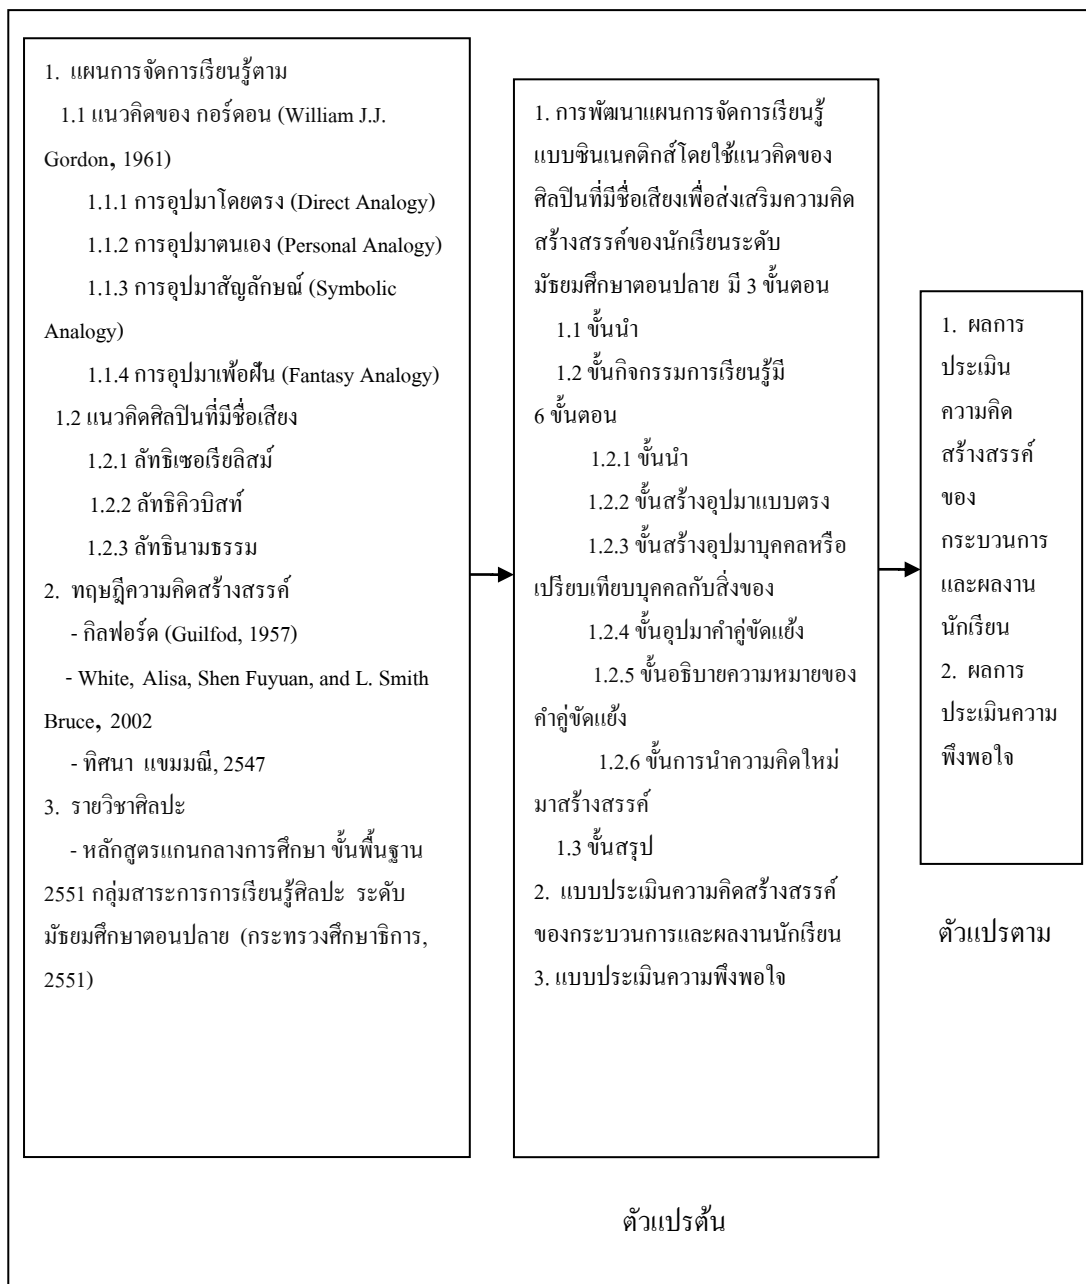 1. แผนการจัดการเรียนรู้ตาม
1.1 แนวคิดของ กอร์ดอน (William J.J.
Gordon, 1961)
1.1.1 การอุปมาโดยตรง (Direct Analogy)
1.1.2 การอุปมาตนเอง (Personal Analogy)
1.1.3 การอุปมาสัญลักษณ์ (Symbolic
Analogy)
1.1.4 การอุปมาเพ้อฝัน (Fantasy Analogy)
1.2 แนวคิดศิลปินที่มีชื่อเสียง
1.2.1 ลัทธิเซอเรียลิสม์
1.2.2 ลัทธิคิวบิสท์
1.2.3 ลัทธินามธรรม
2. ทฤษฎีความคิดสร้างสรรค์
- กิลฟอร์ด (Guilfod, 1957)
- White, Alisa, Shen Fuyuan, and L. Smith
Bruce, 2002
- ทิศนา แขมมณี, 2547
3. รายวิชาศิลปะ
- หลักสูตรแกนกลางการศึกษา ขั้นพื้นฐาน
2551 กลุ่มสาระการการเรียนรู้ศิลปะ ระดับ
มัธยมศึกษาตอนปลาย (กระทรวงศึกษาธิการ,
2551)
1. การพัฒนาแผนการจัดการเรียนรู้
แบบซินเนคติกส์โดยใช้แนวคิดของ
ศิลปินที่มีชื่อเสียงเพื่อส่งเสริมความคิด
สร้างสรรค์ของนักเรียนระดับ
มัธยมศึกษาตอนปลาย มี 3 ขั้นตอน
1.1 ขั้นนำ
1.2 ขั้นกิจกรรมการเรียนรู้มี
6 ขั้นตอน
1.2.1 ขั้นนำ
1.2.2 ขั้นสร้างอุปมาแบบตรง
1.2.3 ขั้นสร้างอุปมาบุคคลหรือ
เปรียบเทียบบุคคลกับสิ่งของ
1.2.4 ขั้นอุปมาคำคู่ขัดแย้ง
1.2.5 ขั้นอธิบายความหมายของ
คำคู่ขัดแย้ง
1.2.6 ขั้นการนำความคิดใหม่
มาสร้างสรรค์
1.3 ขั้นสรุป
2. แบบประเมินความคิดสร้างสรรค์
ของกระบวนการและผลงานนักเรียน
3. แบบประเมินความพึงพอใจ
ตัวแปรต้น
1. ผลการ
ประเมิน
ความคิด
สร้างสรรค์
ของ
กระบวนการ
และผลงาน
นักเรียน
2. ผลการ
ประเมินความ
พึงพอใจ
ตัวแปรตาม